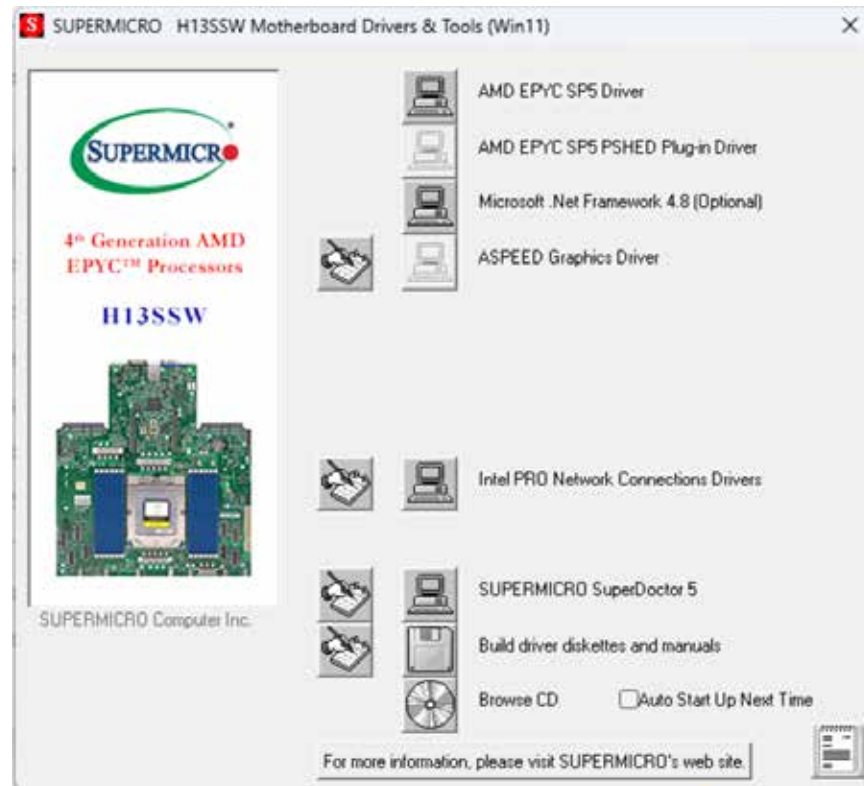 S SUPERMICRO H13SSW Motherboard Drivers & Tools (Win11)
SUPERMICR
4th Generation AMD
EPYC™ Processors
H13SSW
SUPERMICRO Computer Inc.
AMD EPYC SP5 Driver
AMD EPYC SP5 PSHED Plug-in Driver
Microsoft .Net Framework 4.8 (Optional)
ASPEED Graphics Driver
Intel PRO Network Connections Drivers
SUPERMICRO SuperDoctor 5
Build driver diskettes and manuals
Browse CD Auto Start Up Next Time
For more information, please visit SUPERMICRO's web site.